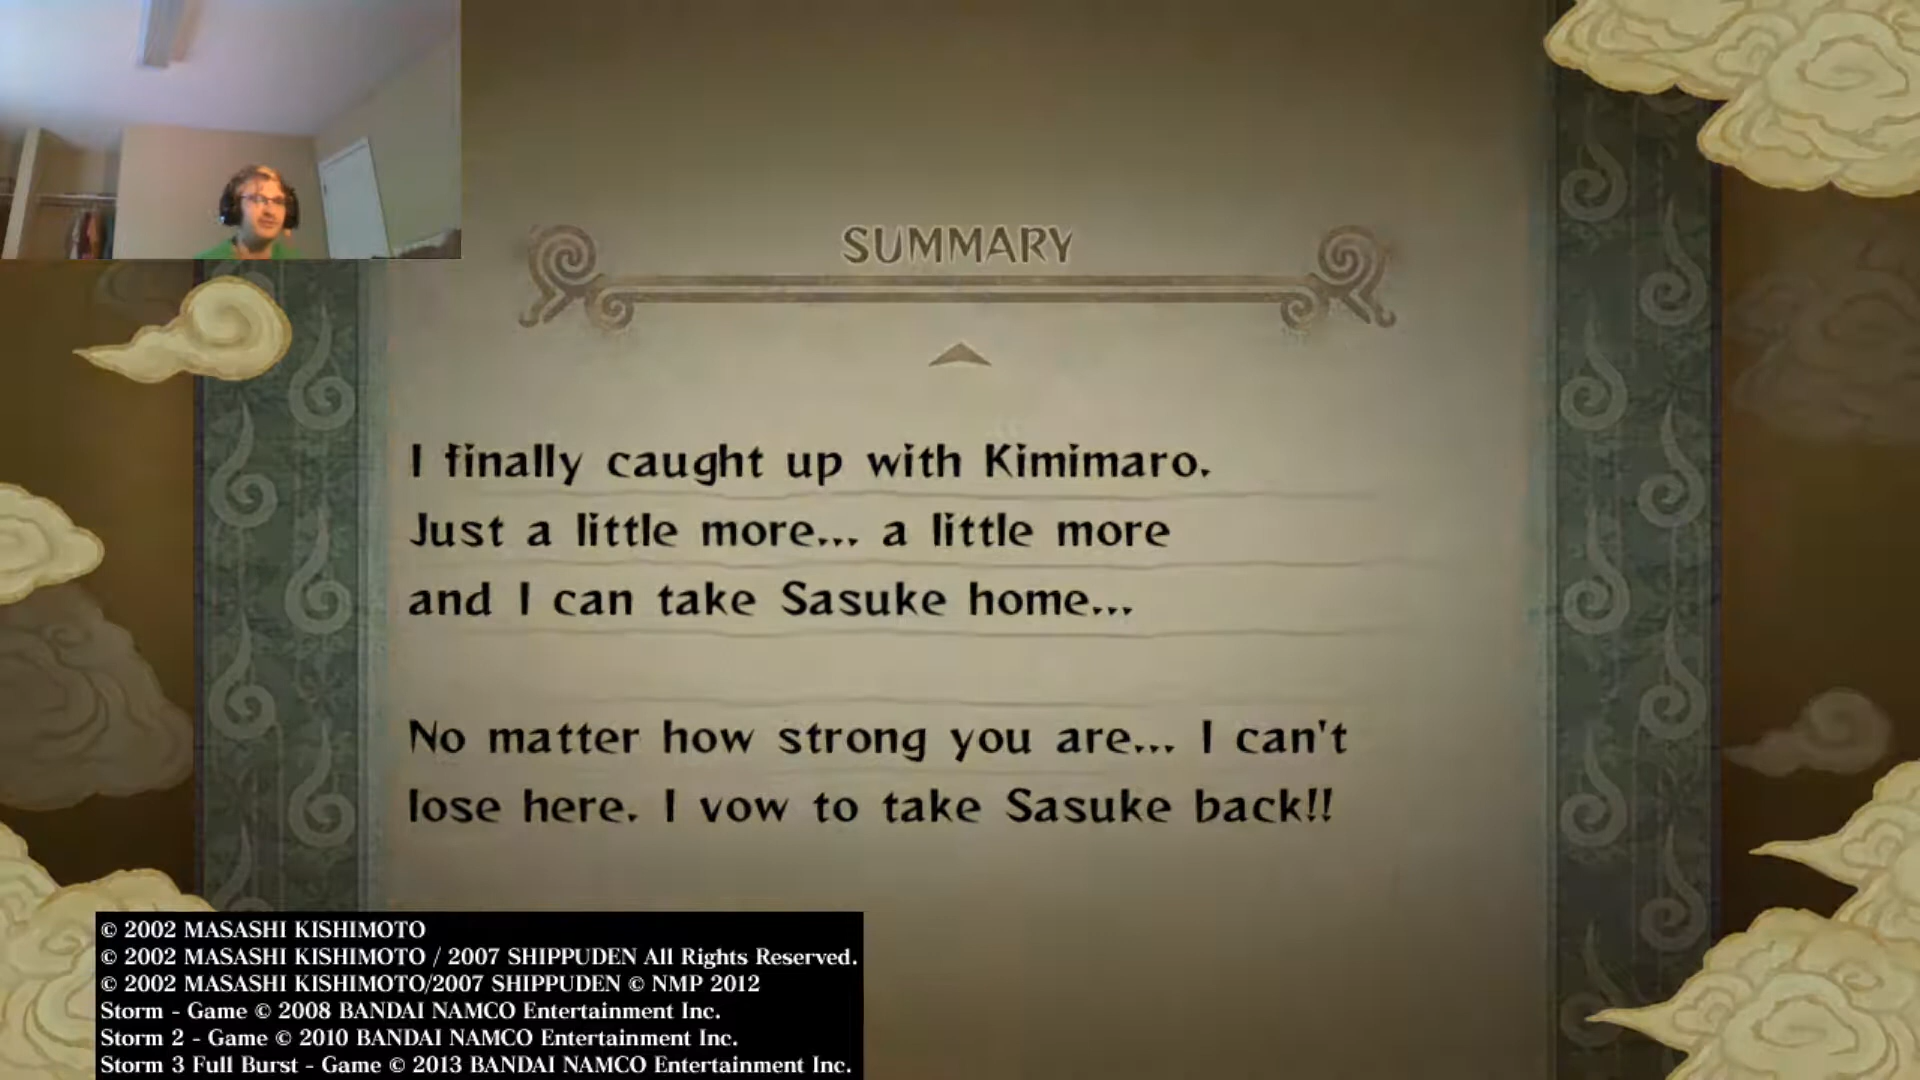 SUMMARY
I finally caught up with Kimimaro.
Just a little more... a little more
and I can take Sasuke home...
No matter how strong you are... I can't
lose here. I vow to take Sasuke back!!
© 2002 MASASHI KISHIMOTO
© 2002 MASASHI KISHIMOTO / 2007 SHIPPUDEN All Rights Reserved.
© 2002 MASASHI KISHIMOTO/2007 SHIPPUDEN © NMP 2012
Storm - Game © 2008 BANDAI NAMCO Entertainment Inc.
Storm 2 - Game © 2010 BANDAI NAMCO Entertainment Inc.
Storm 3 Full Burst - Game © 2013 BANDAI NAMCO Entertainment Inc.